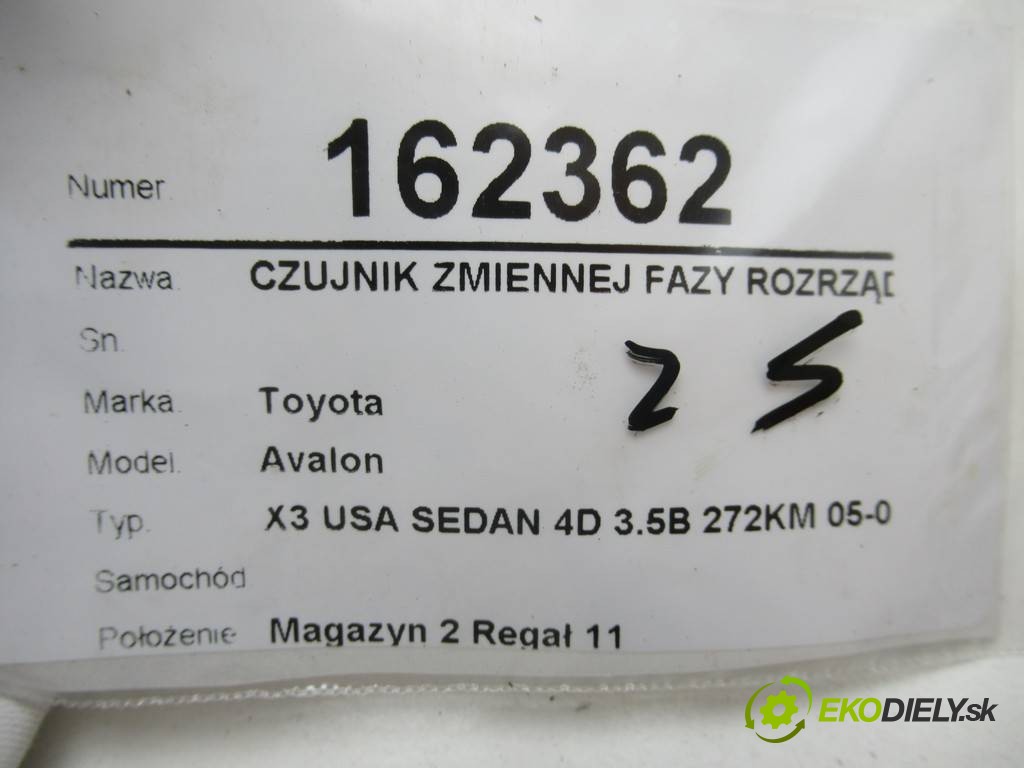 Numer. 162362
Nazwa. CZUJNIK ZMIENNEJ FAZY ROZRZĄD
Sn.
25
Marka. Toyota
Model. Avalon
Typ. X3 USA SEDAN 4D 3.5B 272KM 05-0
Samochód
Położenie Magazyn 2 Regał 11
EKODIELY.sk